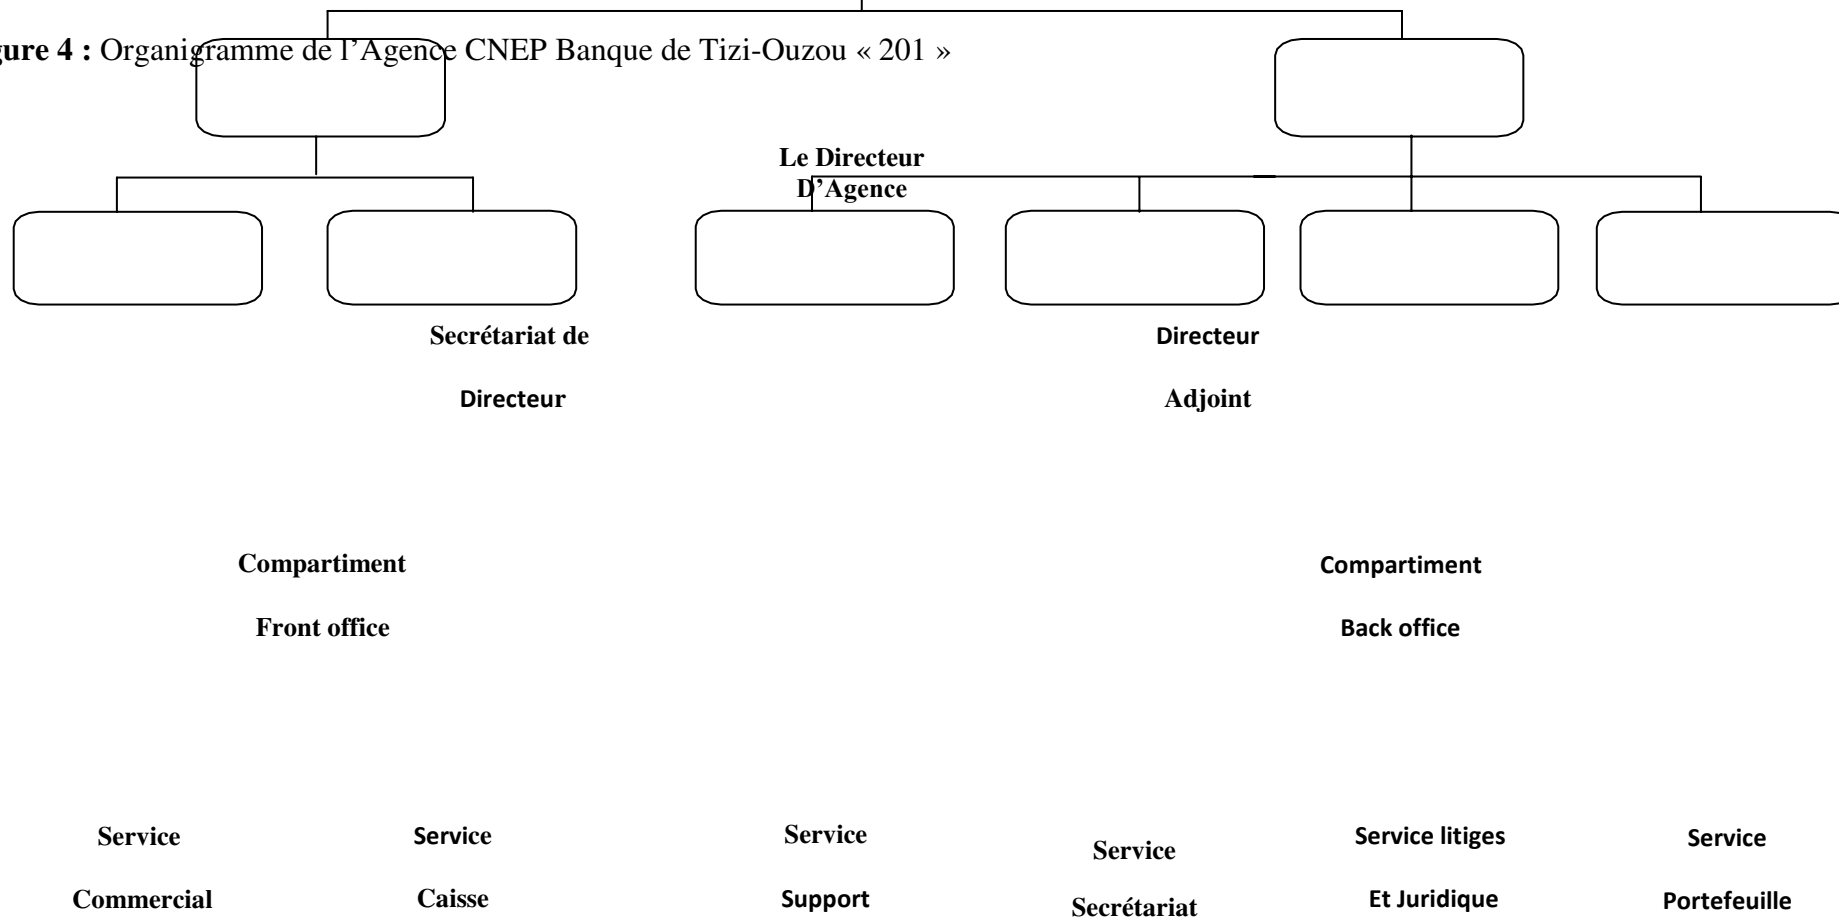 gure 4 : Organigramme de l’Agence CNEP Banque de Tizi-Ouzou « 201 »
Le Directeur
D’Agence
Secrétariat de
Directeur
Directeur
Adjoint
Compartiment
Front office
Compartiment
Back office
Service
Commercial
Service
Caisse
Service
Support
Service
Secrétariat
Service litiges
Et Juridique
Service
Portefeuille